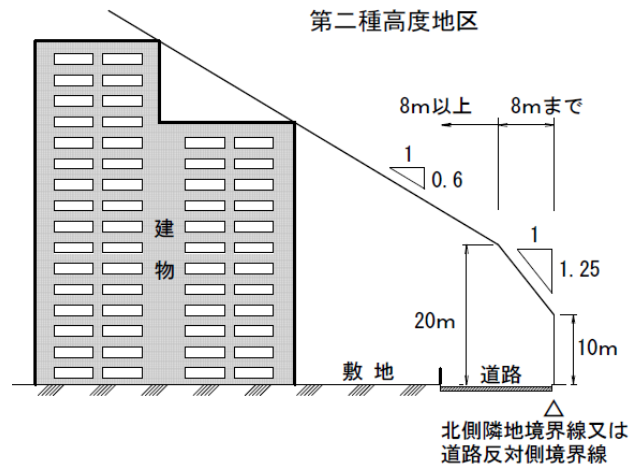 第二種高度地区
8m以上
8mまで
1
0.6
1
1.25
建
物
20m
10m
敷地
道路
北側隣地境界線又は
道路反対側境界線